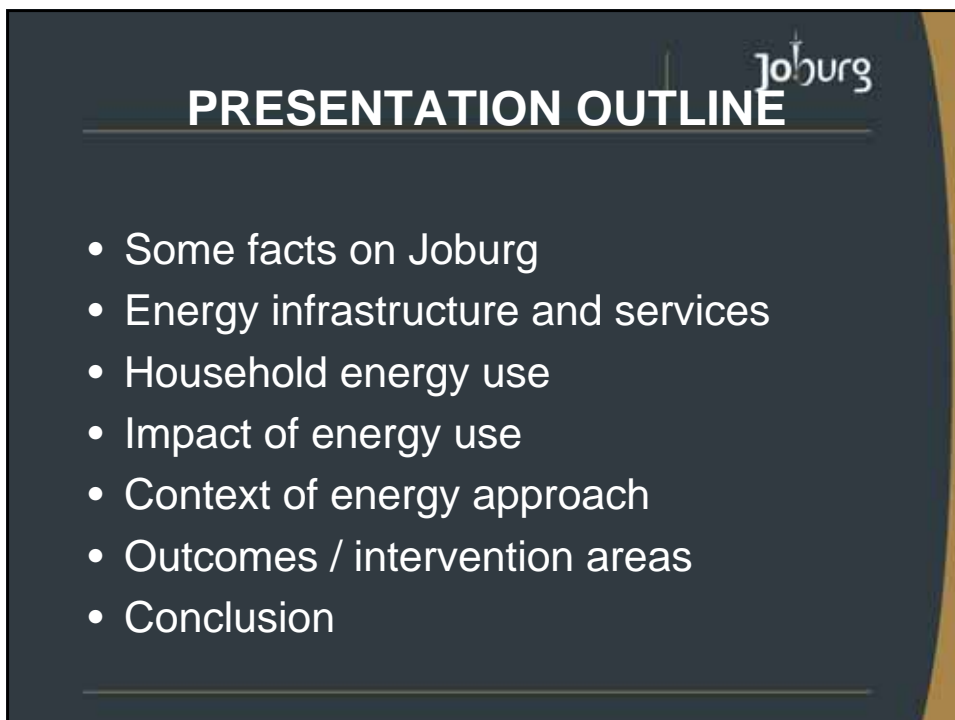 Joburg
PRESENTATION OUTLINE
• Some facts on Joburg
• Energy infrastructure and services
• Household energy use
• Impact of energy use
• Context of energy approach
• Outcomes / intervention areas
• Conclusion